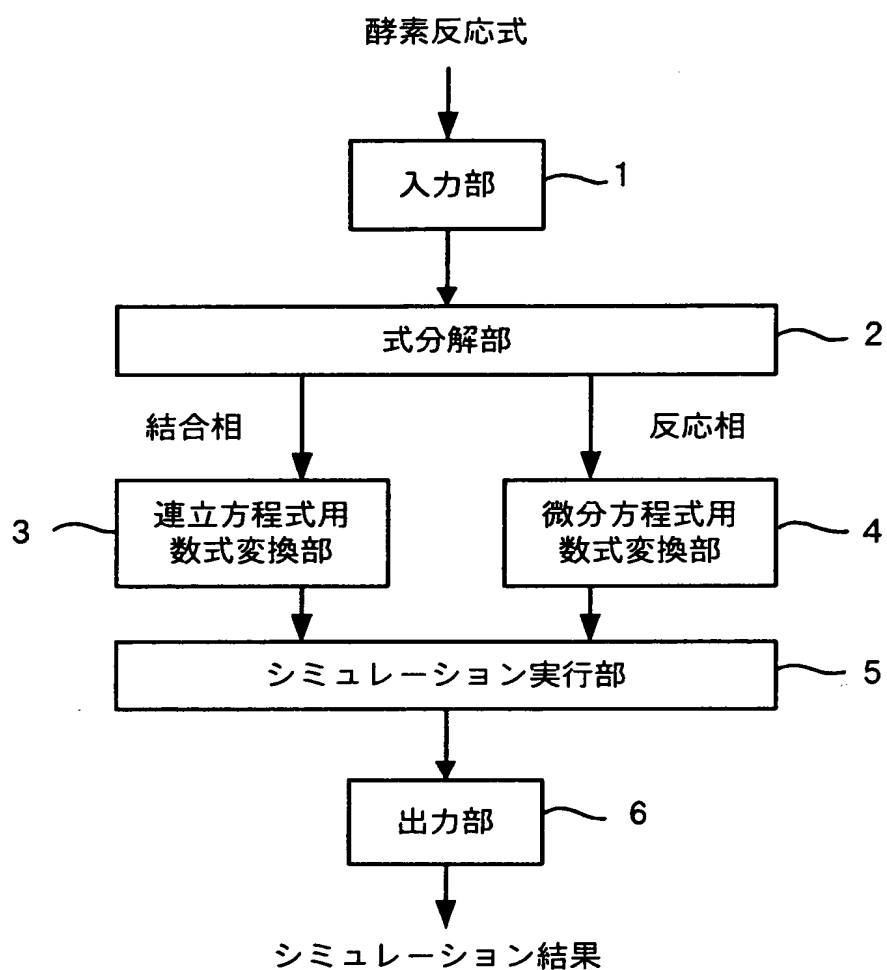 酵素反応式
入力部
1
式分解部
2
結合相
反応相
3
連立方程式用
数式変換部
微分方程式用
数式変換部
4
シミュレーション実行部
5
出力部
6
シミュレーション結果